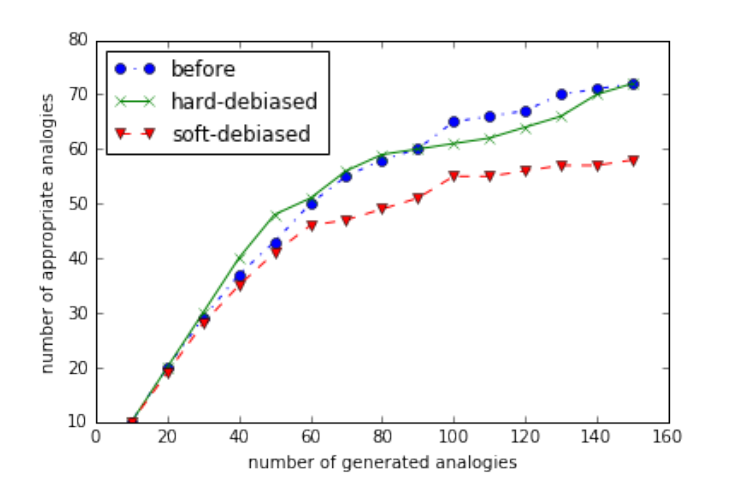 80
70
60
50
40
30
20
10
number of appropriate analogies
before
hard-debiased
soft-debiased
0 20 40 60 80 100 120 140 160
number of generated analogies